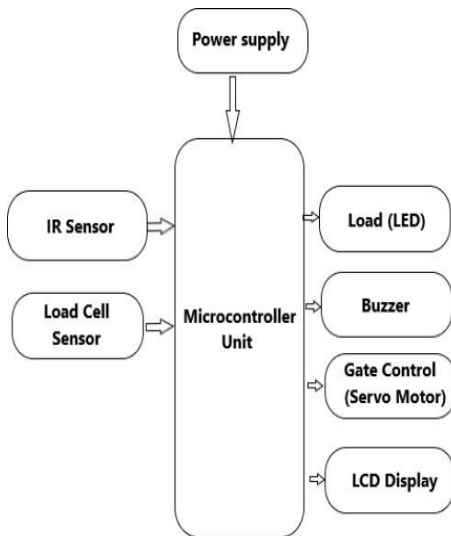 Power supply
IR Sensor
Load Cell
Sensor
Microcontroller
Unit
Load (LED)
Buzzer
Gate Control
(Servo Motor)
LCD Display